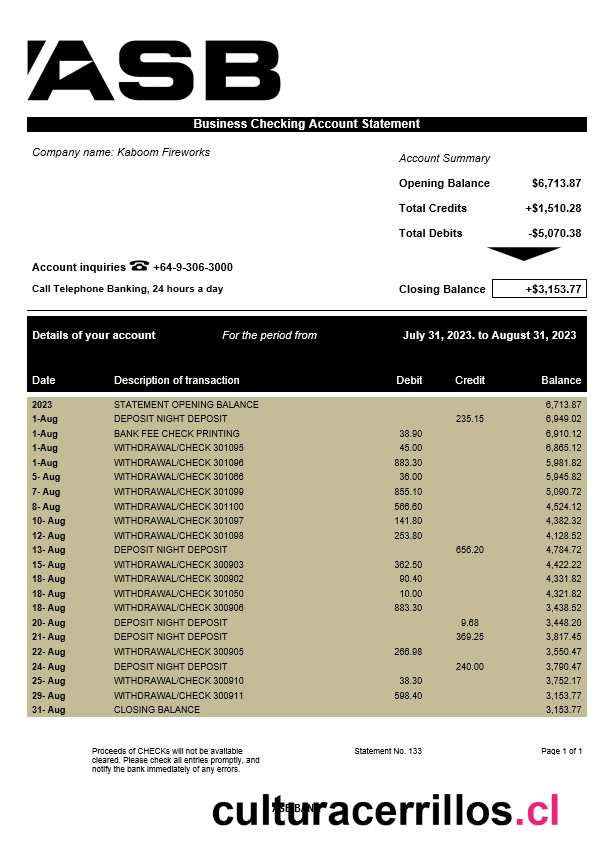 ASB
Business Checking Account Statement
Company name: Kaboom Fireworks
Account Summary
Opening Balance $6,713.87
Total Credits +$1,510.28
Total Debits -$5,070.38
Account inquiries ☎ +64-9-306-3000
Call Telephone Banking, 24 hours a day
Closing Balance +$3,153.77
Details of your account For the period from July 31, 2023. to August 31, 2023
Date Description of transaction Debit Credit Balance
2023 STATEMENT OPENING BALANCE 6,713.87
1-Aug DEPOSIT NIGHT DEPOSIT 235.15 6,949.02
1-Aug BANK FEE CHECK PRINTING 38.90 6,910.12
1-Aug WITHDRAWAL/CHECK 301095 45.00 6,865.12
1-Aug WITHDRAWAL/CHECK 301096 883.30 5,981.82
5- Aug WITHDRAWAL/CHECK 301066 36.00 5,945.82
7- Aug WITHDRAWAL/CHECK 301099 855.10 5,090.72
8- Aug WITHDRAWAL/CHECK 301100 566.60 4,524.12
10- Aug WITHDRAWAL/CHECK 301097 141.80 4,382.32
12- Aug WITHDRAWAL/CHECK 301098 253.80 4,128.52
13- Aug DEPOSIT NIGHT DEPOSIT 656.20 4,784.72
15- Aug WITHDRAWAL/CHECK 300903 362.50 4,422.22
18- Aug WITHDRAWAL/CHECK 300902 90.40 4,331.82
18- Aug WITHDRAWAL/CHECK 301050 10.00 4,321.82
18- Aug WITHDRAWAL/CHECK 300906 883.30 3,438.52
20- Aug DEPOSIT NIGHT DEPOSIT 9.68 3,448.20
21- Aug DEPOSIT NIGHT DEPOSIT 369.25 3,817.45
22- Aug WITHDRAWAL/CHECK 300905 266.98 3,550.47
24- Aug DEPOSIT NIGHT DEPOSIT 240.00 3,790.47
25- Aug WITHDRAWAL/CHECK 300910 38.30 3,752.17
29- Aug WITHDRAWAL/CHECK 300911 598.40 3,153.77
31- Aug CLOSING BALANCE 3,153.77
Proceeds of CHECKs will not be available
cleared. Please check all entries promptly, and
notify the bank immediately of any errors.
Statement No. 133
Page 1 of 1
culturacerrillos.cl